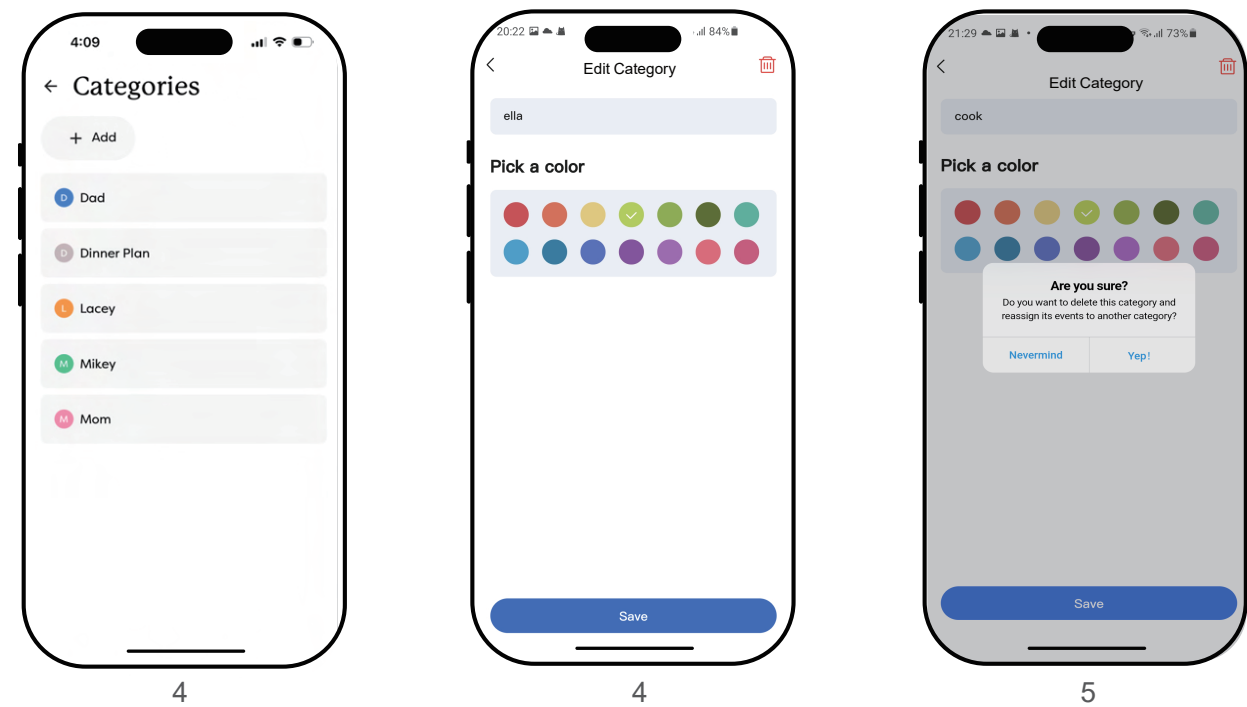 4:09
Categories
+ Add
D Dad
D Dinner Plan
L Lacey
M Mikey
M Mom
4
20:22 84%
Edit Category
ella
Pick a color
Save
4
21:29 73%
Edit Category
cook
Pick a color
Are you sure?
Do you want to delete this category and
reassign its events to another category?
Nevermind Yep!
Save
5